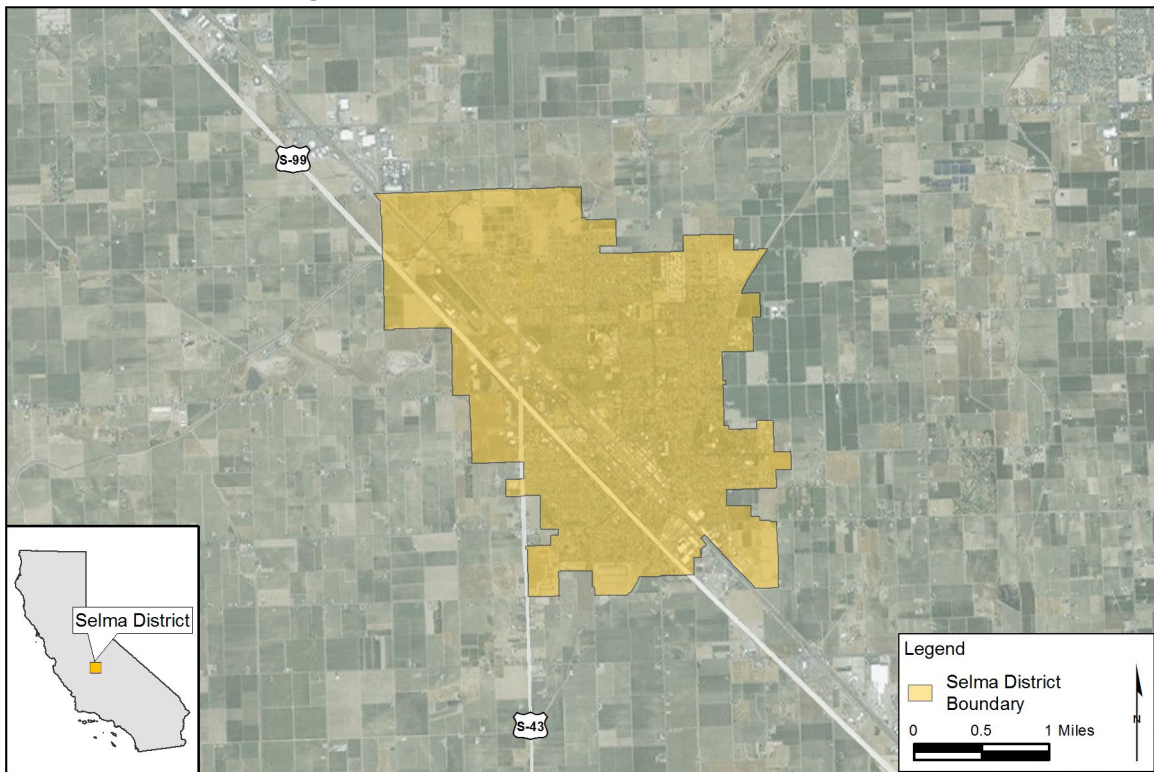 S-99
S-43
Selma District
Legend
Selma District
Boundary
0 0.5 1 Miles
N